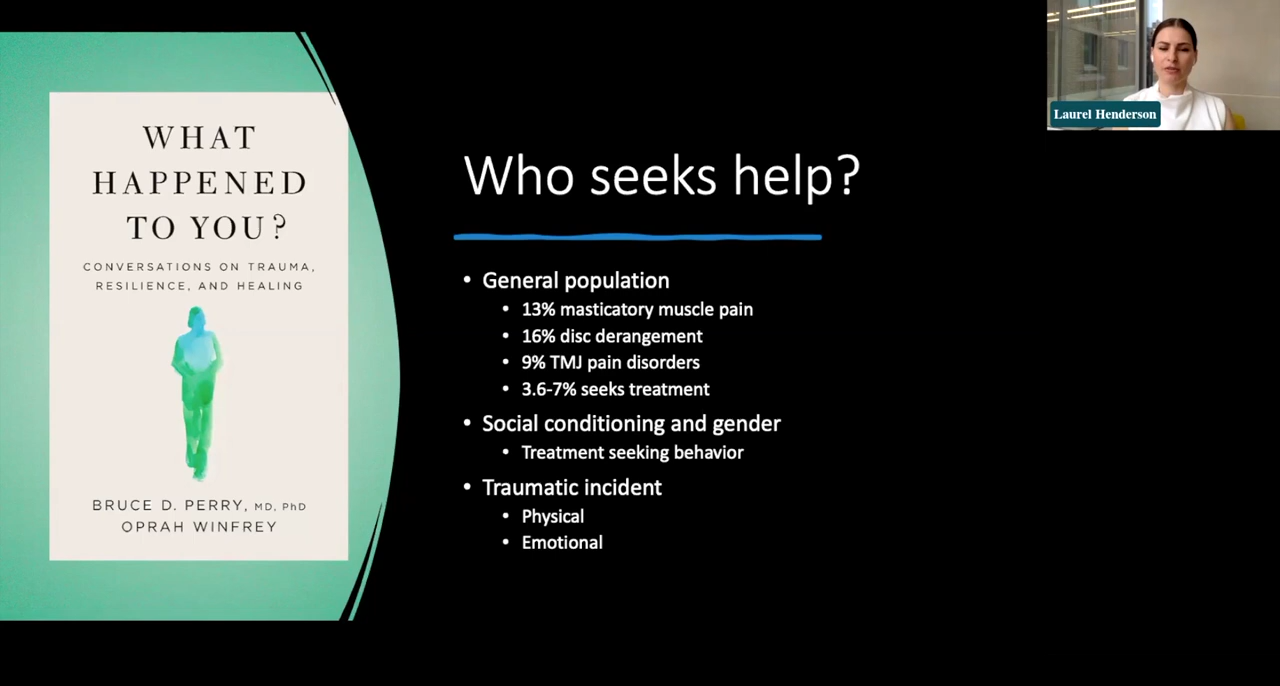 WHAT
HAPPENED
TO YOU?
CONVERSATIONS ON TRAUMA,
RESILIENCE, AND HEALING
BRUCE D. PERRY, MD, PhD
OPRAH WINFREY
Who seeks help?
• General population
• 13% masticatory muscle pain
• 16% disc derangement
• 9% TMJ pain disorders
• 3.6-7% seeks treatment
• Social conditioning and gender
• Treatment seeking behavior
• Traumatic incident
• Physical
• Emotional
Laurel Henderson